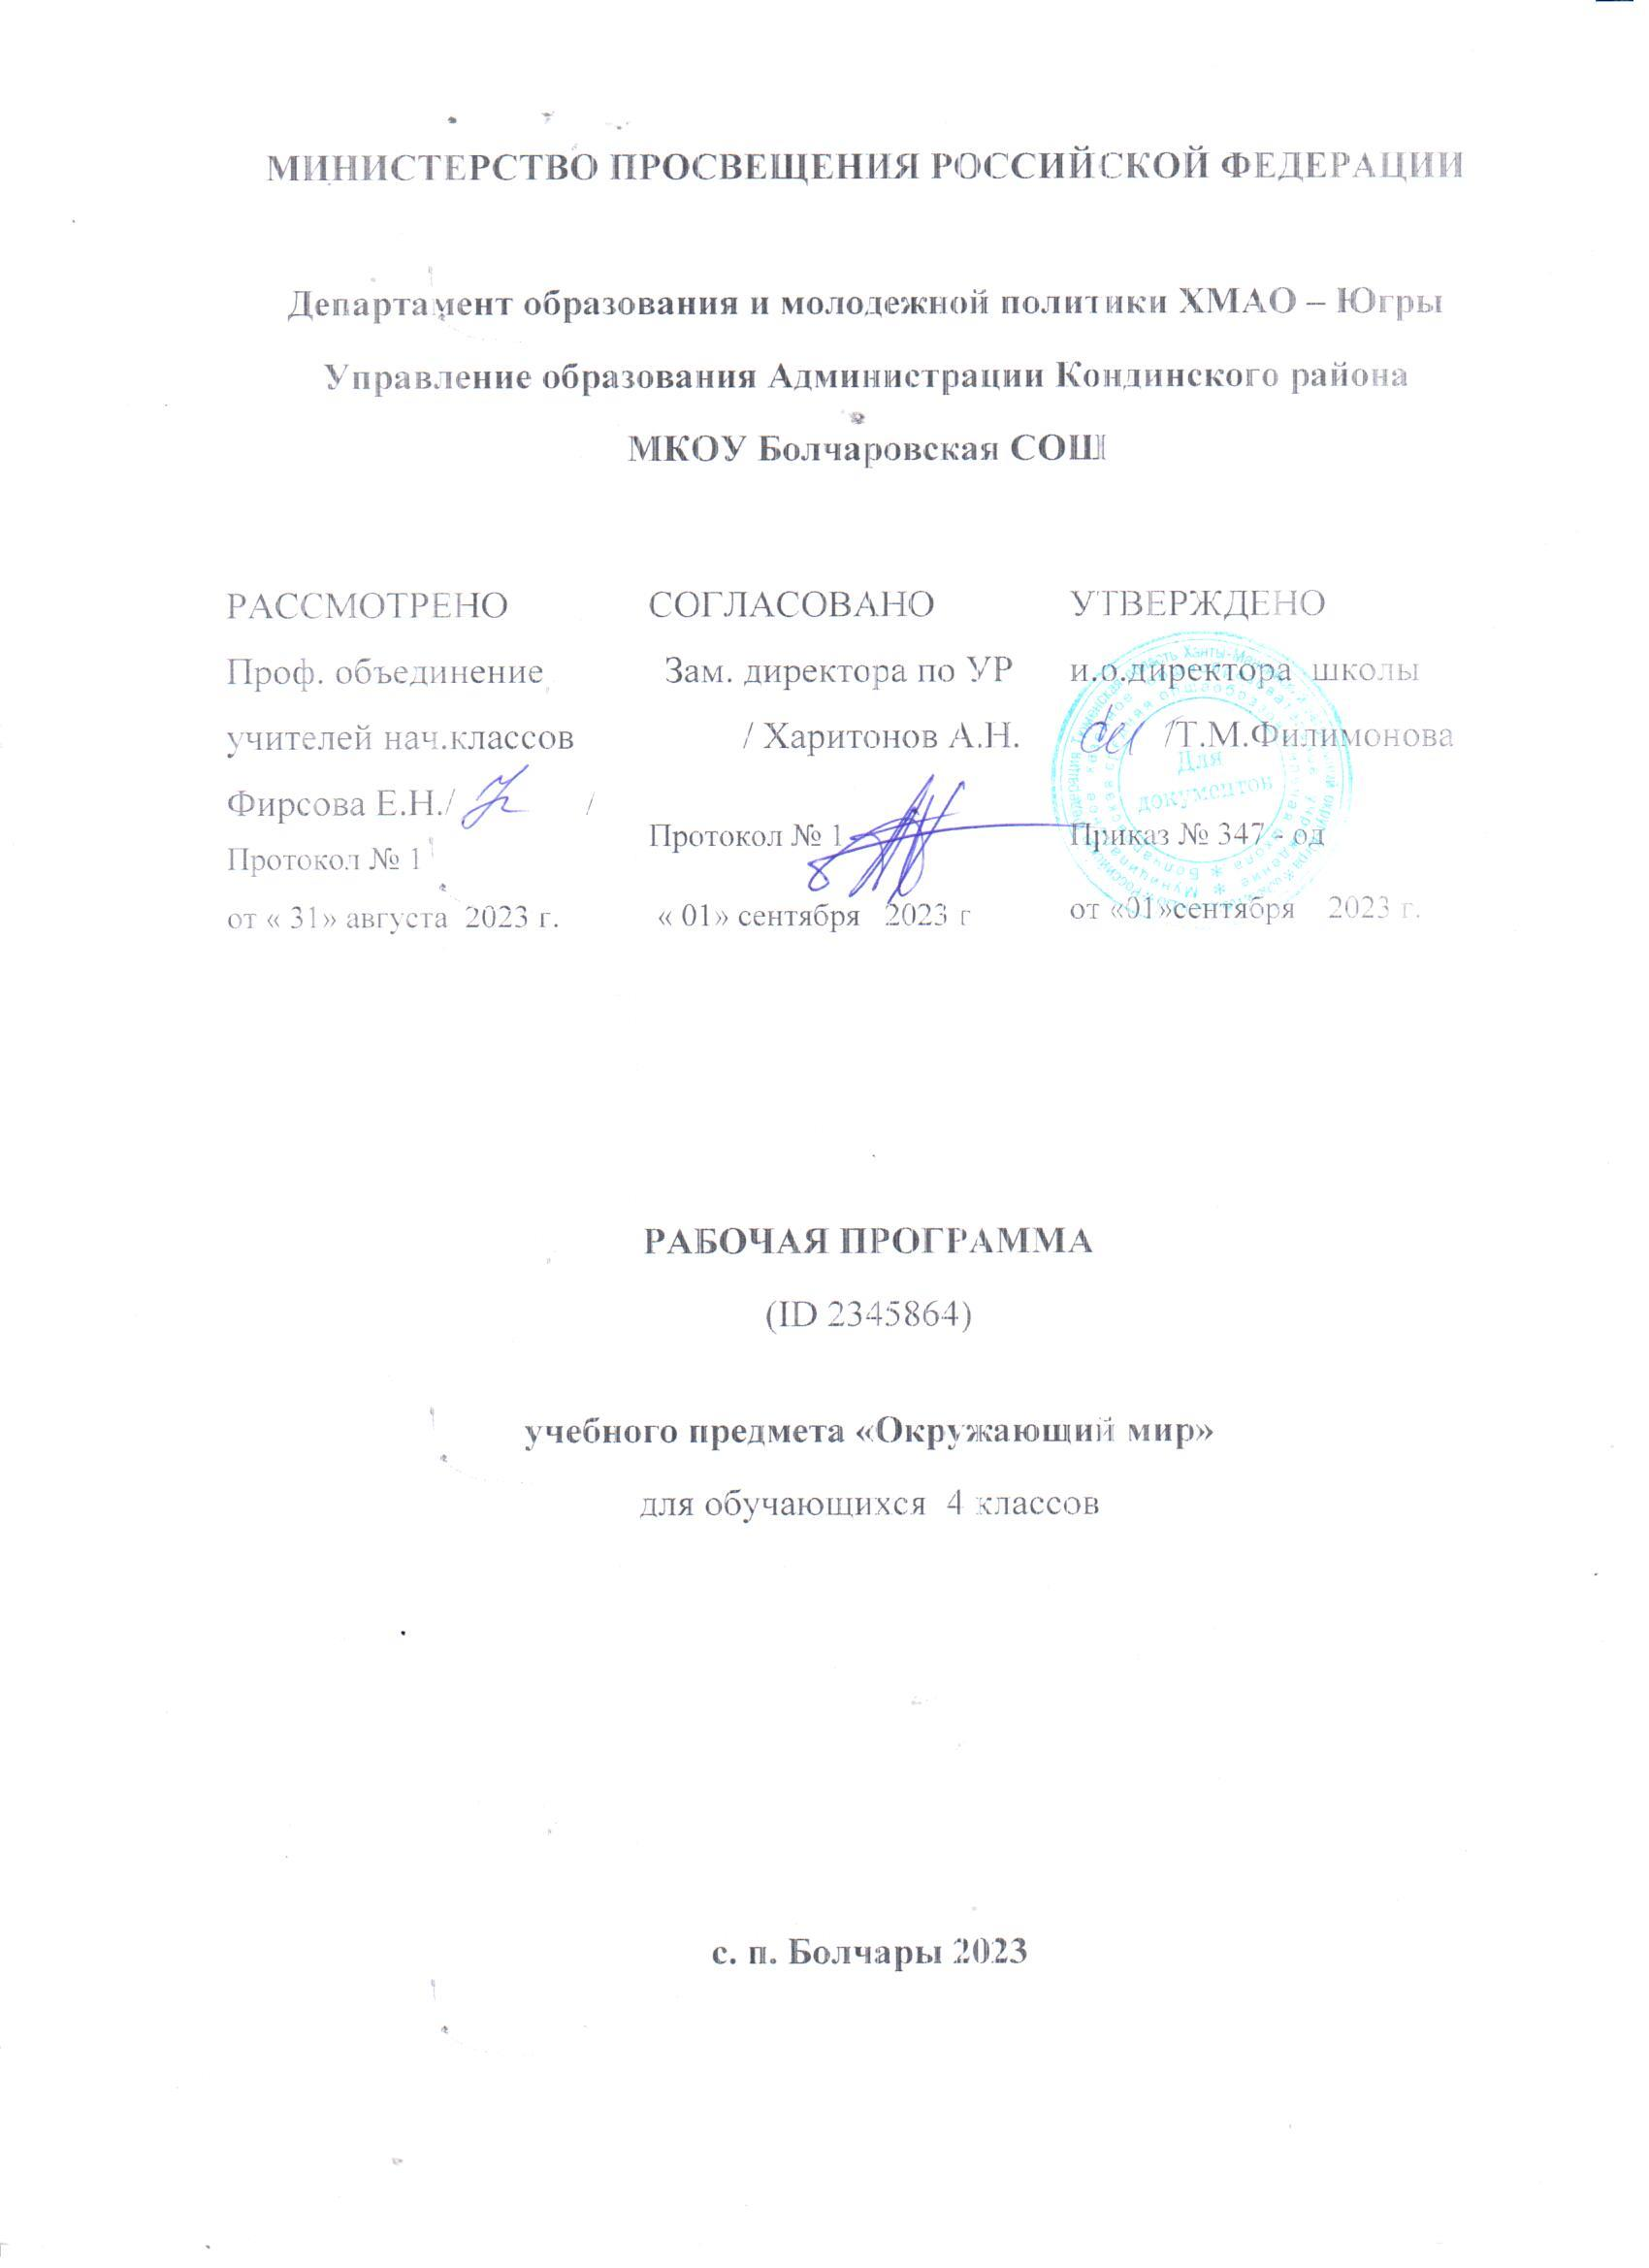 МИНИСТЕРСТВО ПРОСВЕЩЕНИЯ РОССИЙСКОЙ ФЕДЕРАЦИИ
Департамент образования и молодежной политики ХМАО – Югры
Управление образования Администрации Кондинского района
МКОУ Болчаровская СОШ
РАССМОТРЕНО
Проф. объединение
учителей нач.классов
Фирсова Е.Н./ /
Протокол № 1
от « 31» августа 2023 г.
СОГЛАСОВАНО
Зам. директора по УР
/ Харитонов А.Н.
Протокол № 1
« 01» сентября 2023 г
УТВЕРЖДЕНО
и.о.директора школы
/Т.М.Филимонова
Приказ № 347 - од
от «01»сентября 2023 г.
Для
документов
РАБОЧАЯ ПРОГРАММА
(ID 2345864)
учебного предмета «Окружающий мир»
для обучающихся 4 классов
с. п. Болчары 2023